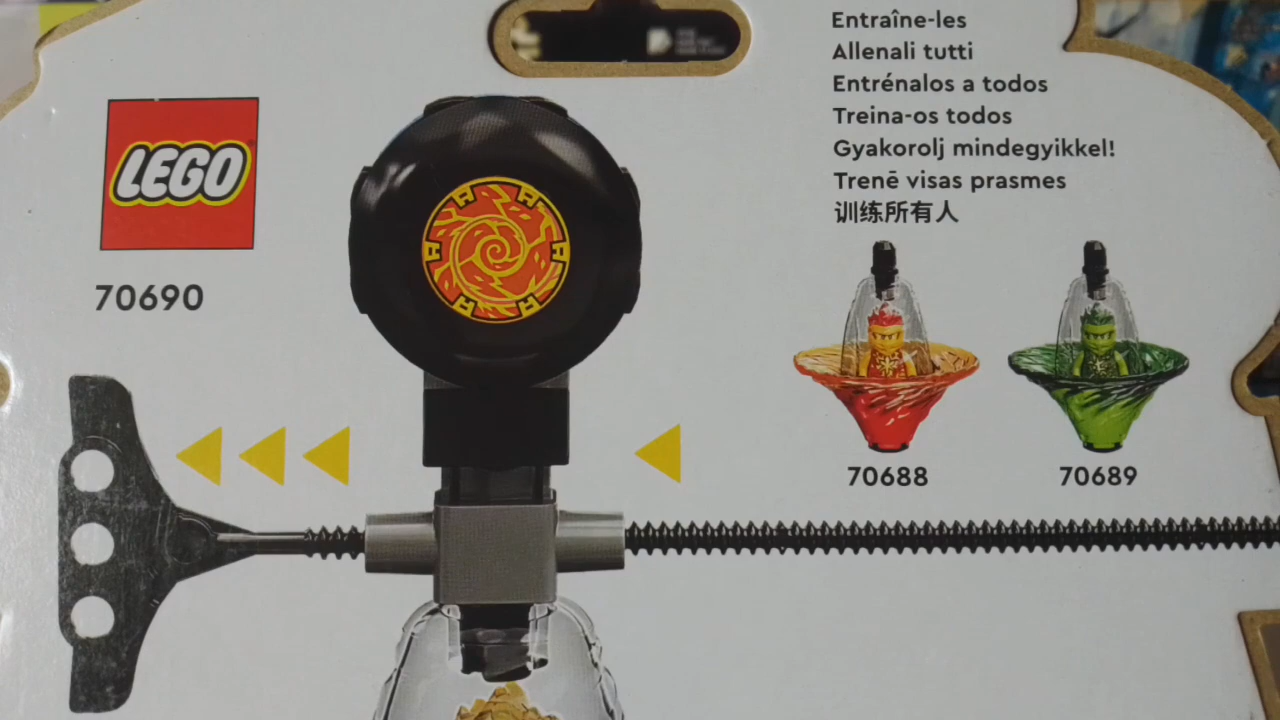 LEGO
70690
Entraîne-les
Allenali tutti
Entrénalos a todos
Treina-os todos
Gyakorolj mindegyikkel!
Trenē visas prasmes
训练所有人
70688
70689